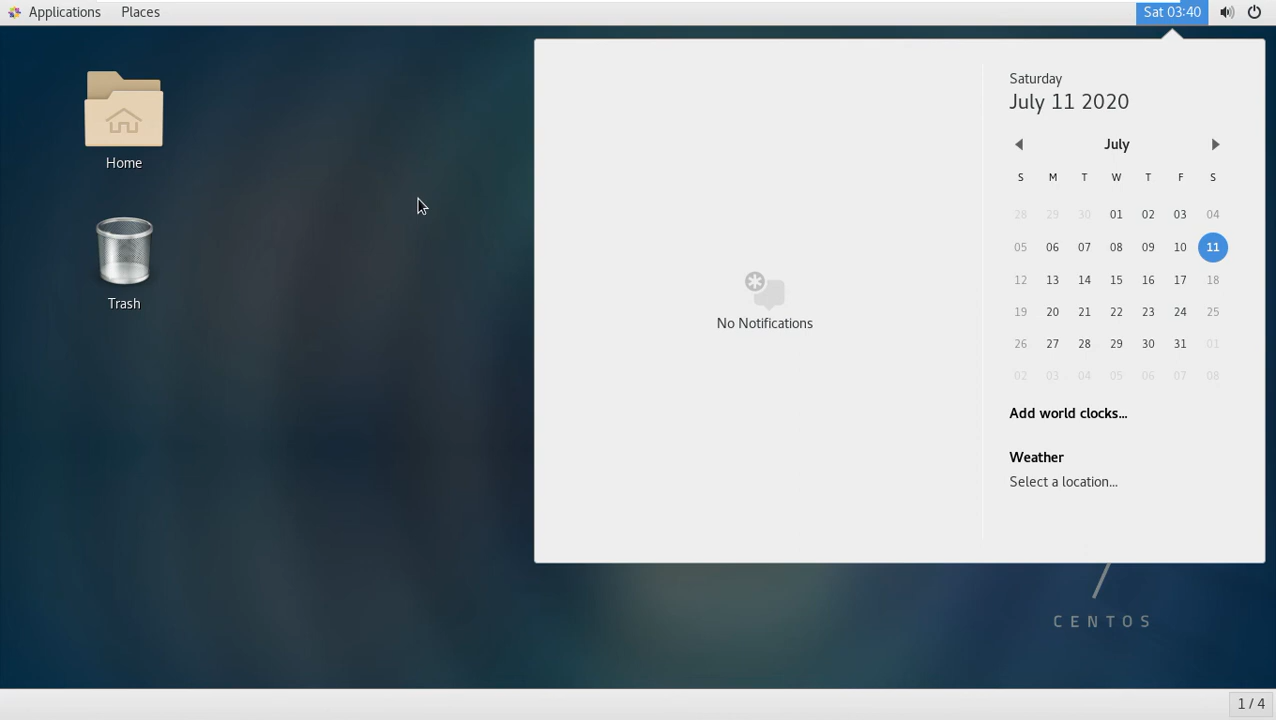 Applications Places Sat 03:40
Home
Trash
No Notifications
Saturday
July 11 2020
July
S M T W T F S
28 29 30 01 02 03 04
05 06 07 08 09 10 11
12 13 14 15 16 17 18
19 20 21 22 23 24 25
26 27 28 29 30 31 01
02 03 04 05 06 07 08
Add world clocks...
Weather
Select a location...
7
CENTOS
1 / 4